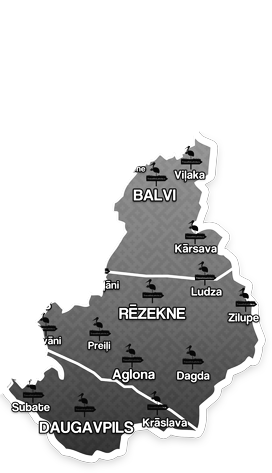 ne
Viļaka
BALVI
Kārsava
āni
Ludza
RĒZEKNE
Zilupe
vāni
Preiļi
Aglona
Dagda
Subate
Krāslava
DAUGAVPILS